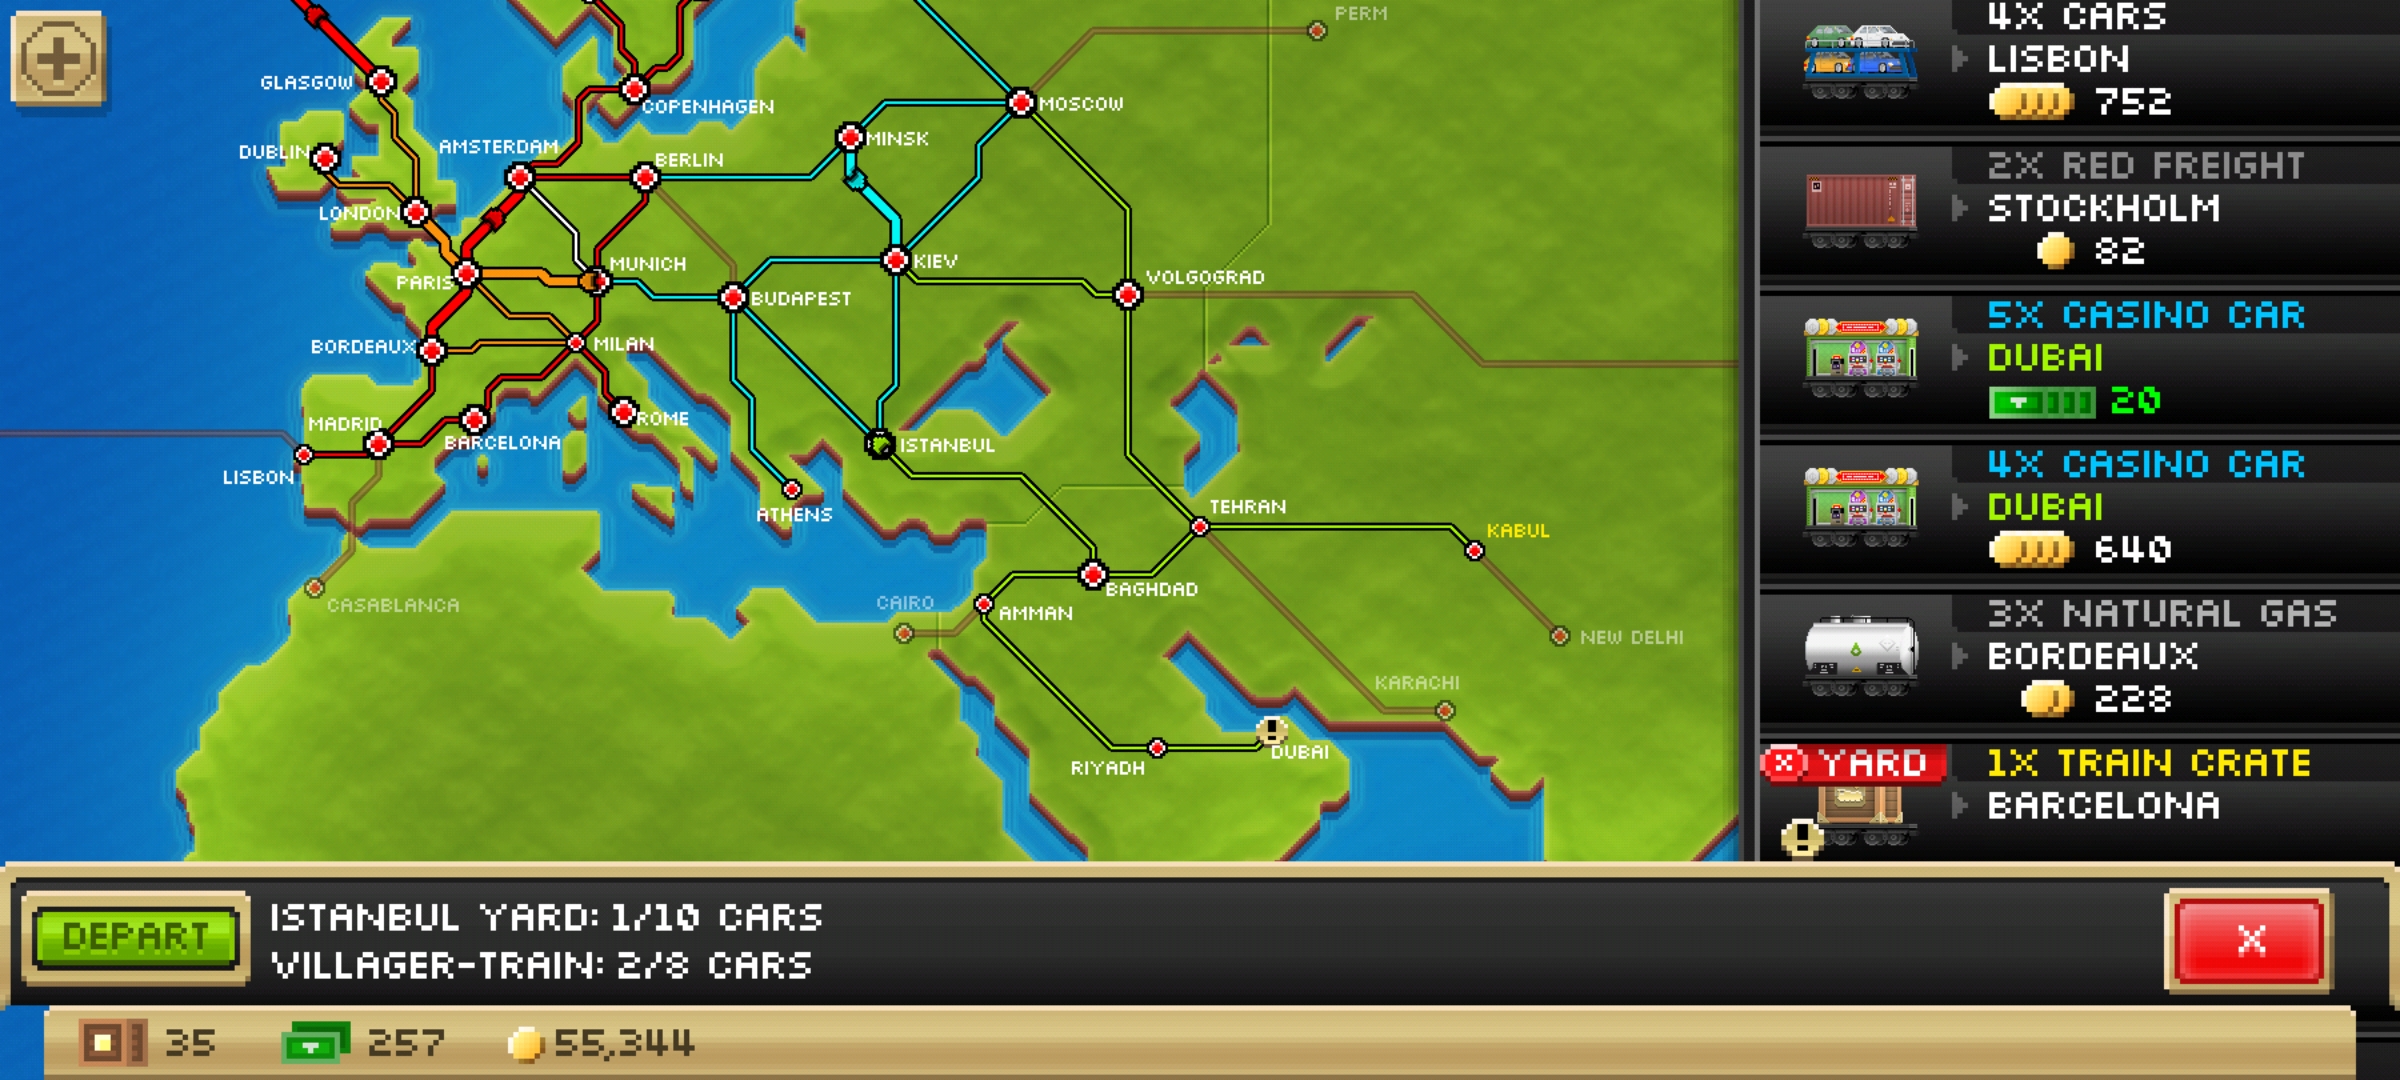 PERM
GLASGOW
COPENHAGEN
MOSCOW
DUBLIN
AMSTERDAM
BERLIN
MINSK
LONDON
PARIS
MUNICH
BUDAPEST
KIEV
VOLGOGRAD
BORDEAUX
MILAN
MADRID
BARCELONA
ROME
ISTANBUL
LISBON
ATHENS
TEHRAN
KABUL
CASABLANCA
CAIRO
AMMAN
BAGHDAD
NEW DELHI
KARACHI
RIYADH
DUBAI
4X CARS
LISBON
752
2X RED FREIGHT
STOCKHOLM
82
5X CASINO CAR
DUBAI
20
4X CASINO CAR
DUBAI
640
3X NATURAL GAS
BORDEAUX
228
X YARD
1X TRAIN CRATE
BARCELONA
DEPART
ISTANBUL YARD: 1/10 CARS
VILLAGER-TRAIN: 2/8 CARS
X
35
257
55,344